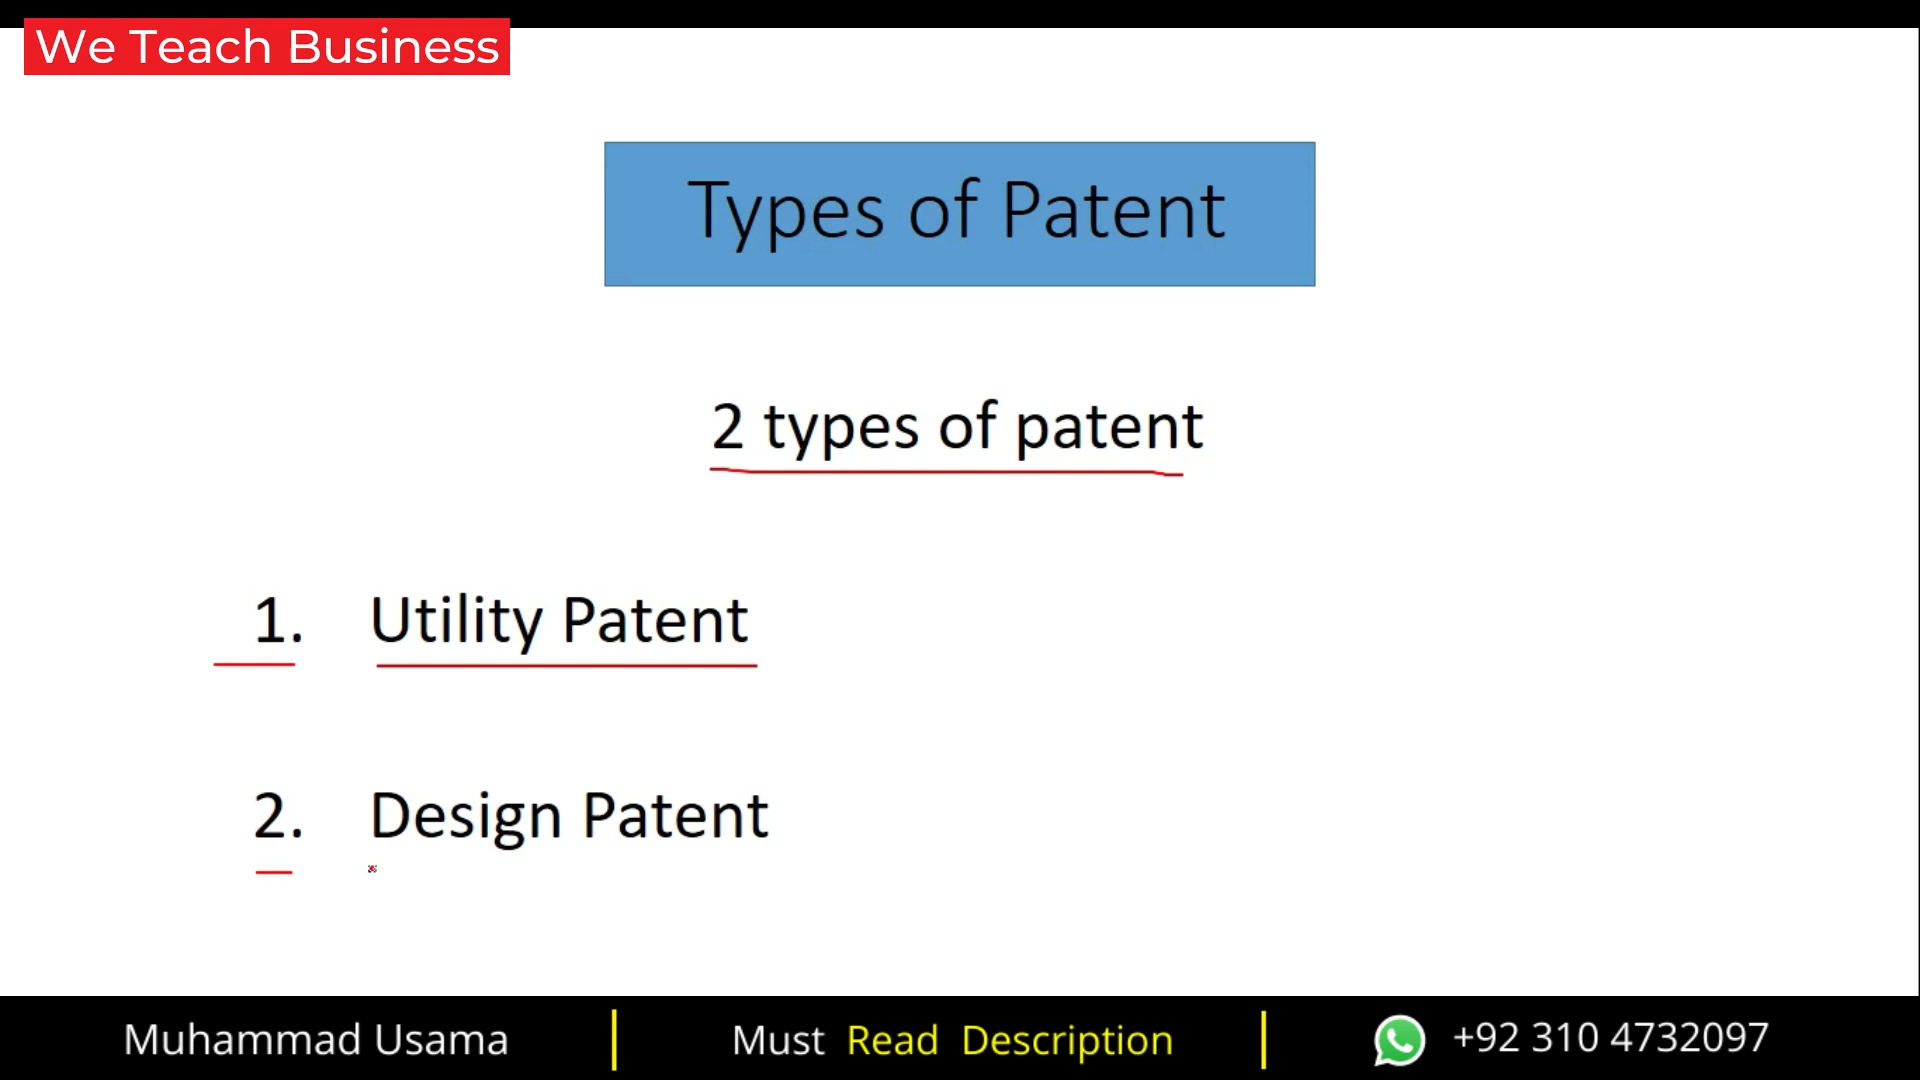 We Teach Business
Types of Patent
2 types of patent
1. Utility Patent
2. Design Patent
Muhammad Usama | Must Read Description | +92 310 4732097